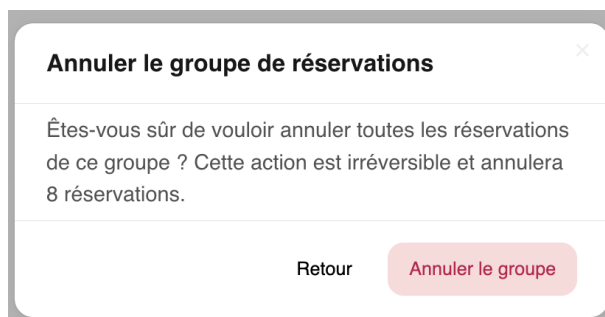 Annuler le groupe de réservations
Êtes-vous sûr de vouloir annuler toutes les réservations
de ce groupe ? Cette action est irréversible et annulera
8 réservations.
Retour
Annuler le groupe